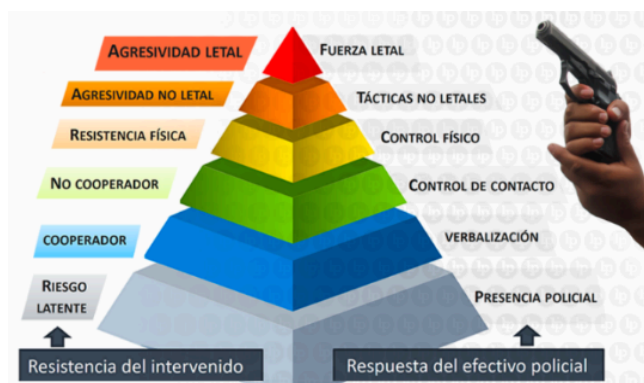 AGRESIVIDAD LETAL
FUERZA LETAL
AGRESIVIDAD NO LETAL
TÁCTICAS NO LETALES
RESISTENCIA FÍSICA
CONTROL FÍSICO
NO COOPERADOR
CONTROL DE CONTACTO
COOPERADOR
VERBALIZACIÓN
RIESGO
LATENTE
PRESENCIA POLICIAL
Resistencia del intervenido
Respuesta del efectivo policial